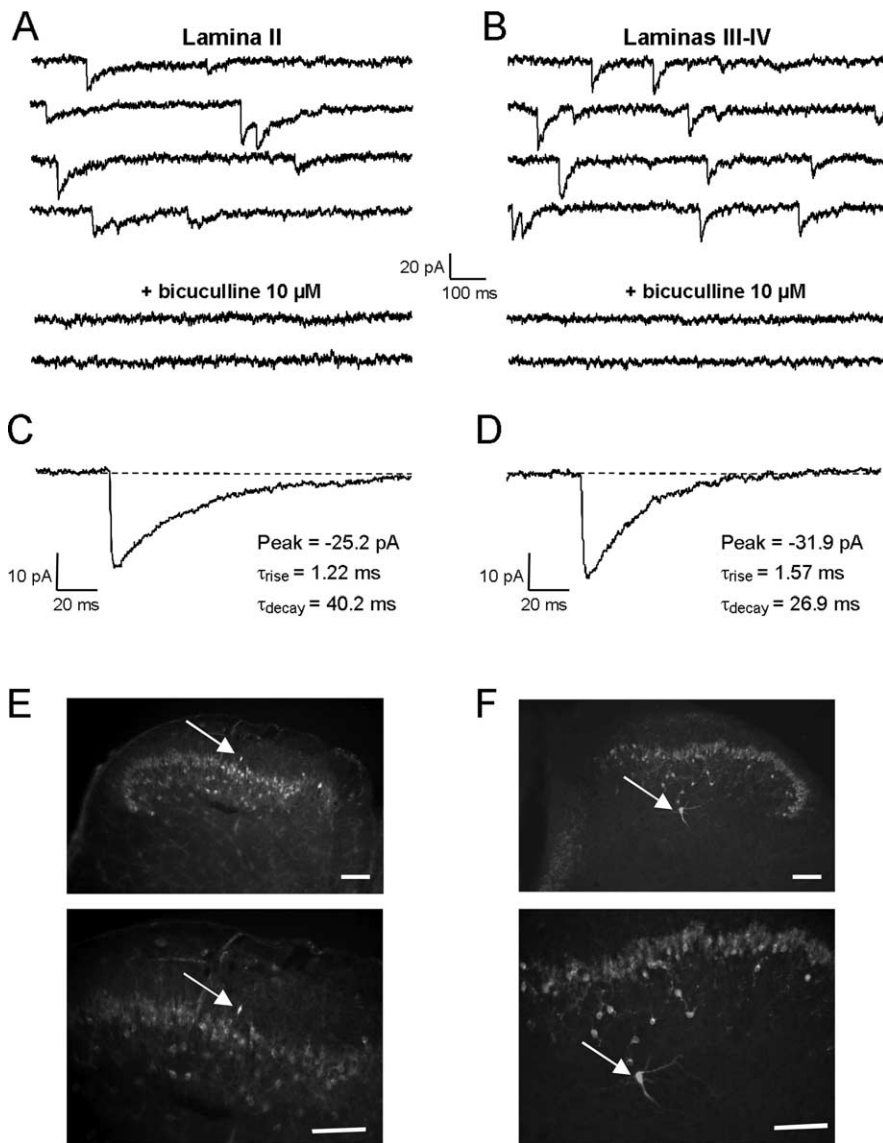 A
Lamina II
B
Laminas III-IV
20 pA
100 ms
+ bicuculline 10 µM
+ bicuculline 10 µM
C
Peak = -25.2 pA
τrise = 1.22 ms
τdecay = 40.2 ms
10 pA
20 ms
D
Peak = -31.9 pA
τrise = 1.57 ms
τdecay = 26.9 ms
10 pA
20 ms
E
F